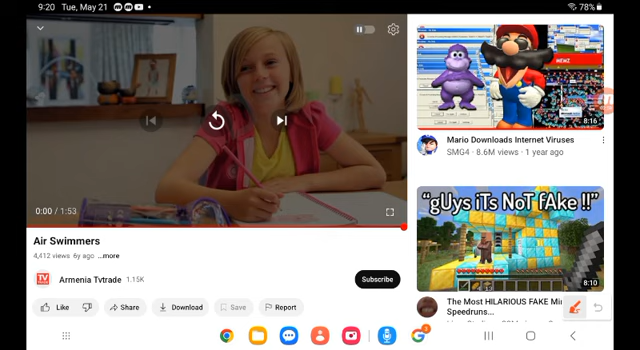 9:20 Tue, May 21
78%
0:00 / 1:53
Air Swimmers
4,412 views 6y ago ...more
TV
Armenia Tvtrade 1.15K
Subscribe
Like
Share
Download
Save
Report
MEMZ
8:16
Mario Downloads Internet Viruses
SMG4 · 8.6M views · 1 year ago
"gUys iTs NoT fAke !!"
8:10
The Most HILARIOUS FAKE
Speedruns...